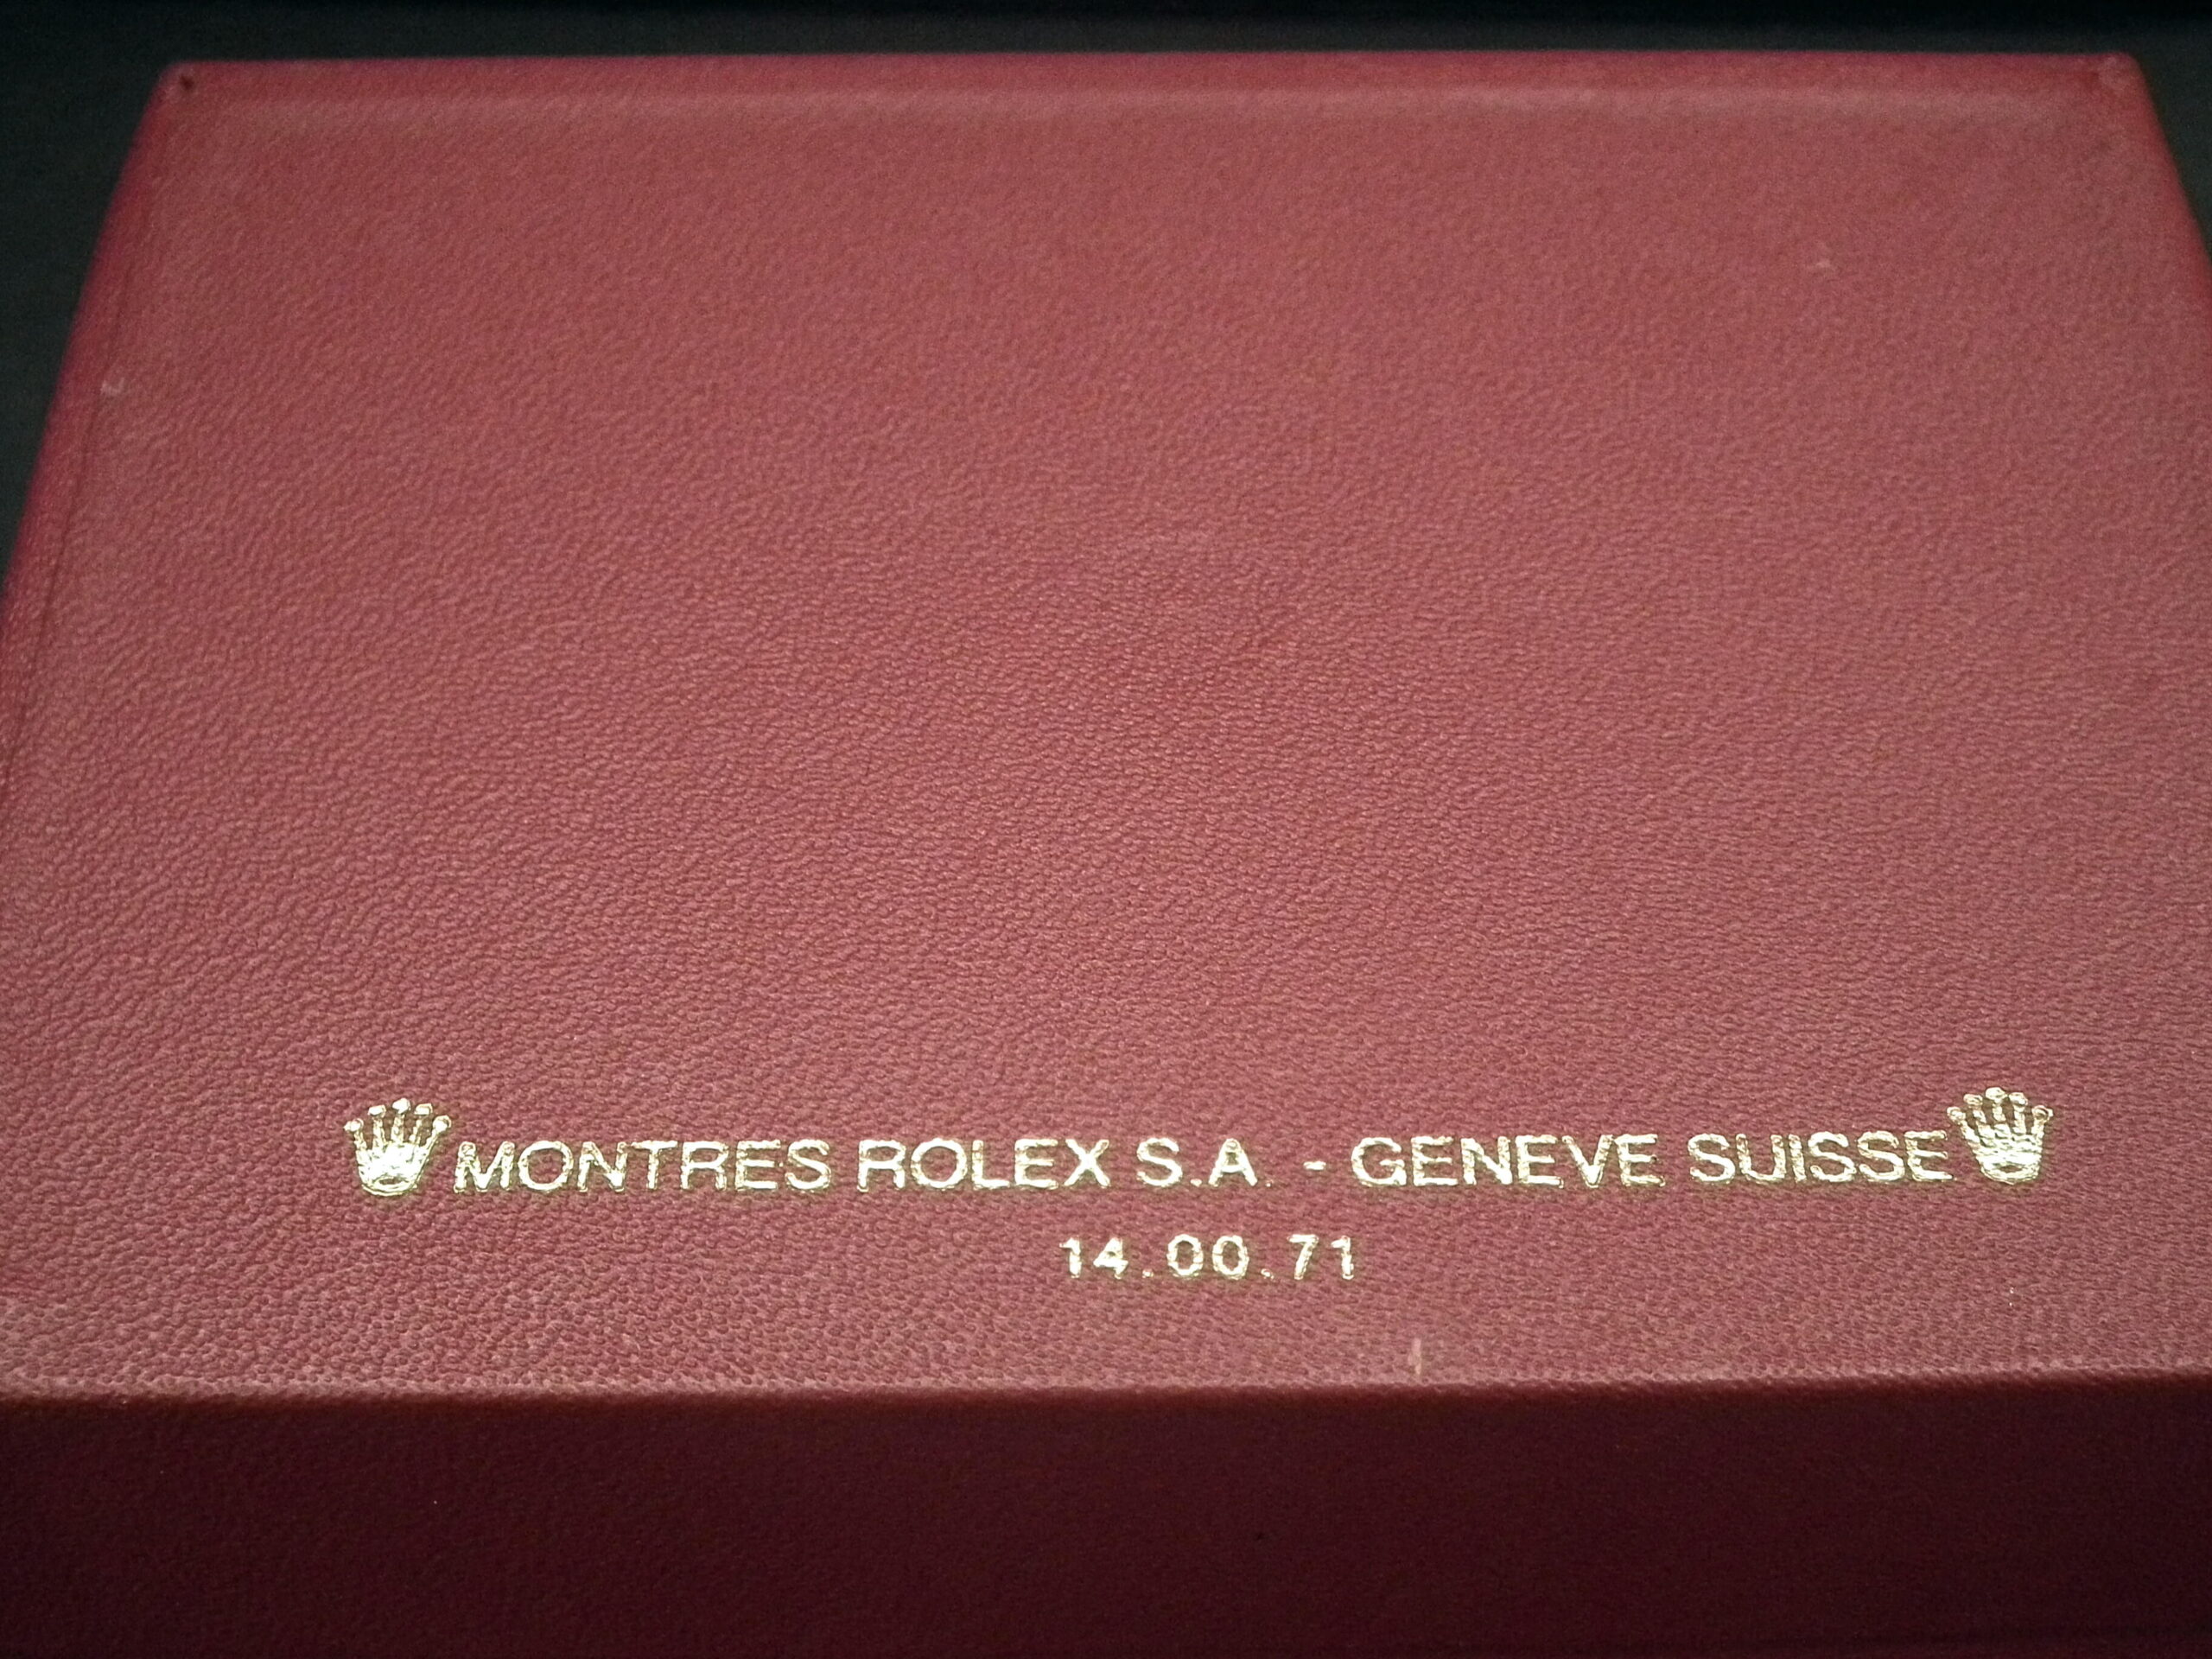 MONTRES ROLEX S.A. - GENEVE SUISSE
14.00.71